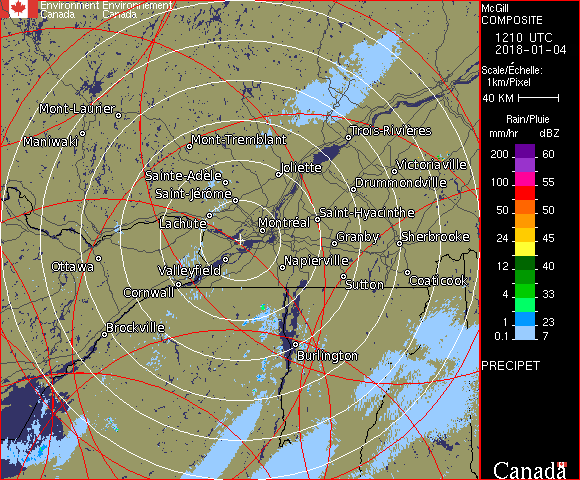 Environment Environnement
Canada Canada
McGill
COMPOSITE
1210 UTC
2018-01-04
Scale/Échelle:
1km/Pixel
40 KM
Rain/Pluie
mm/hr dBZ
200 60
100 55
50 50
24 45
12 40
4 33
1 23
0.1 7
PRECIPET
Canada
Mont-Laurier
Maniwaki
Mont-Tremblant
Trois-Rivières
Sainte-Adèle
Joliette
Victoriaville
Saint-Jérôme
Drummondville
Lachute
Montréal
Saint-Hyacinthe
Granby
Sherbrooke
Ottawa
Valleyfield
Napierville
Cornwall
Sutton
Coaticook
Brockville
Burlington